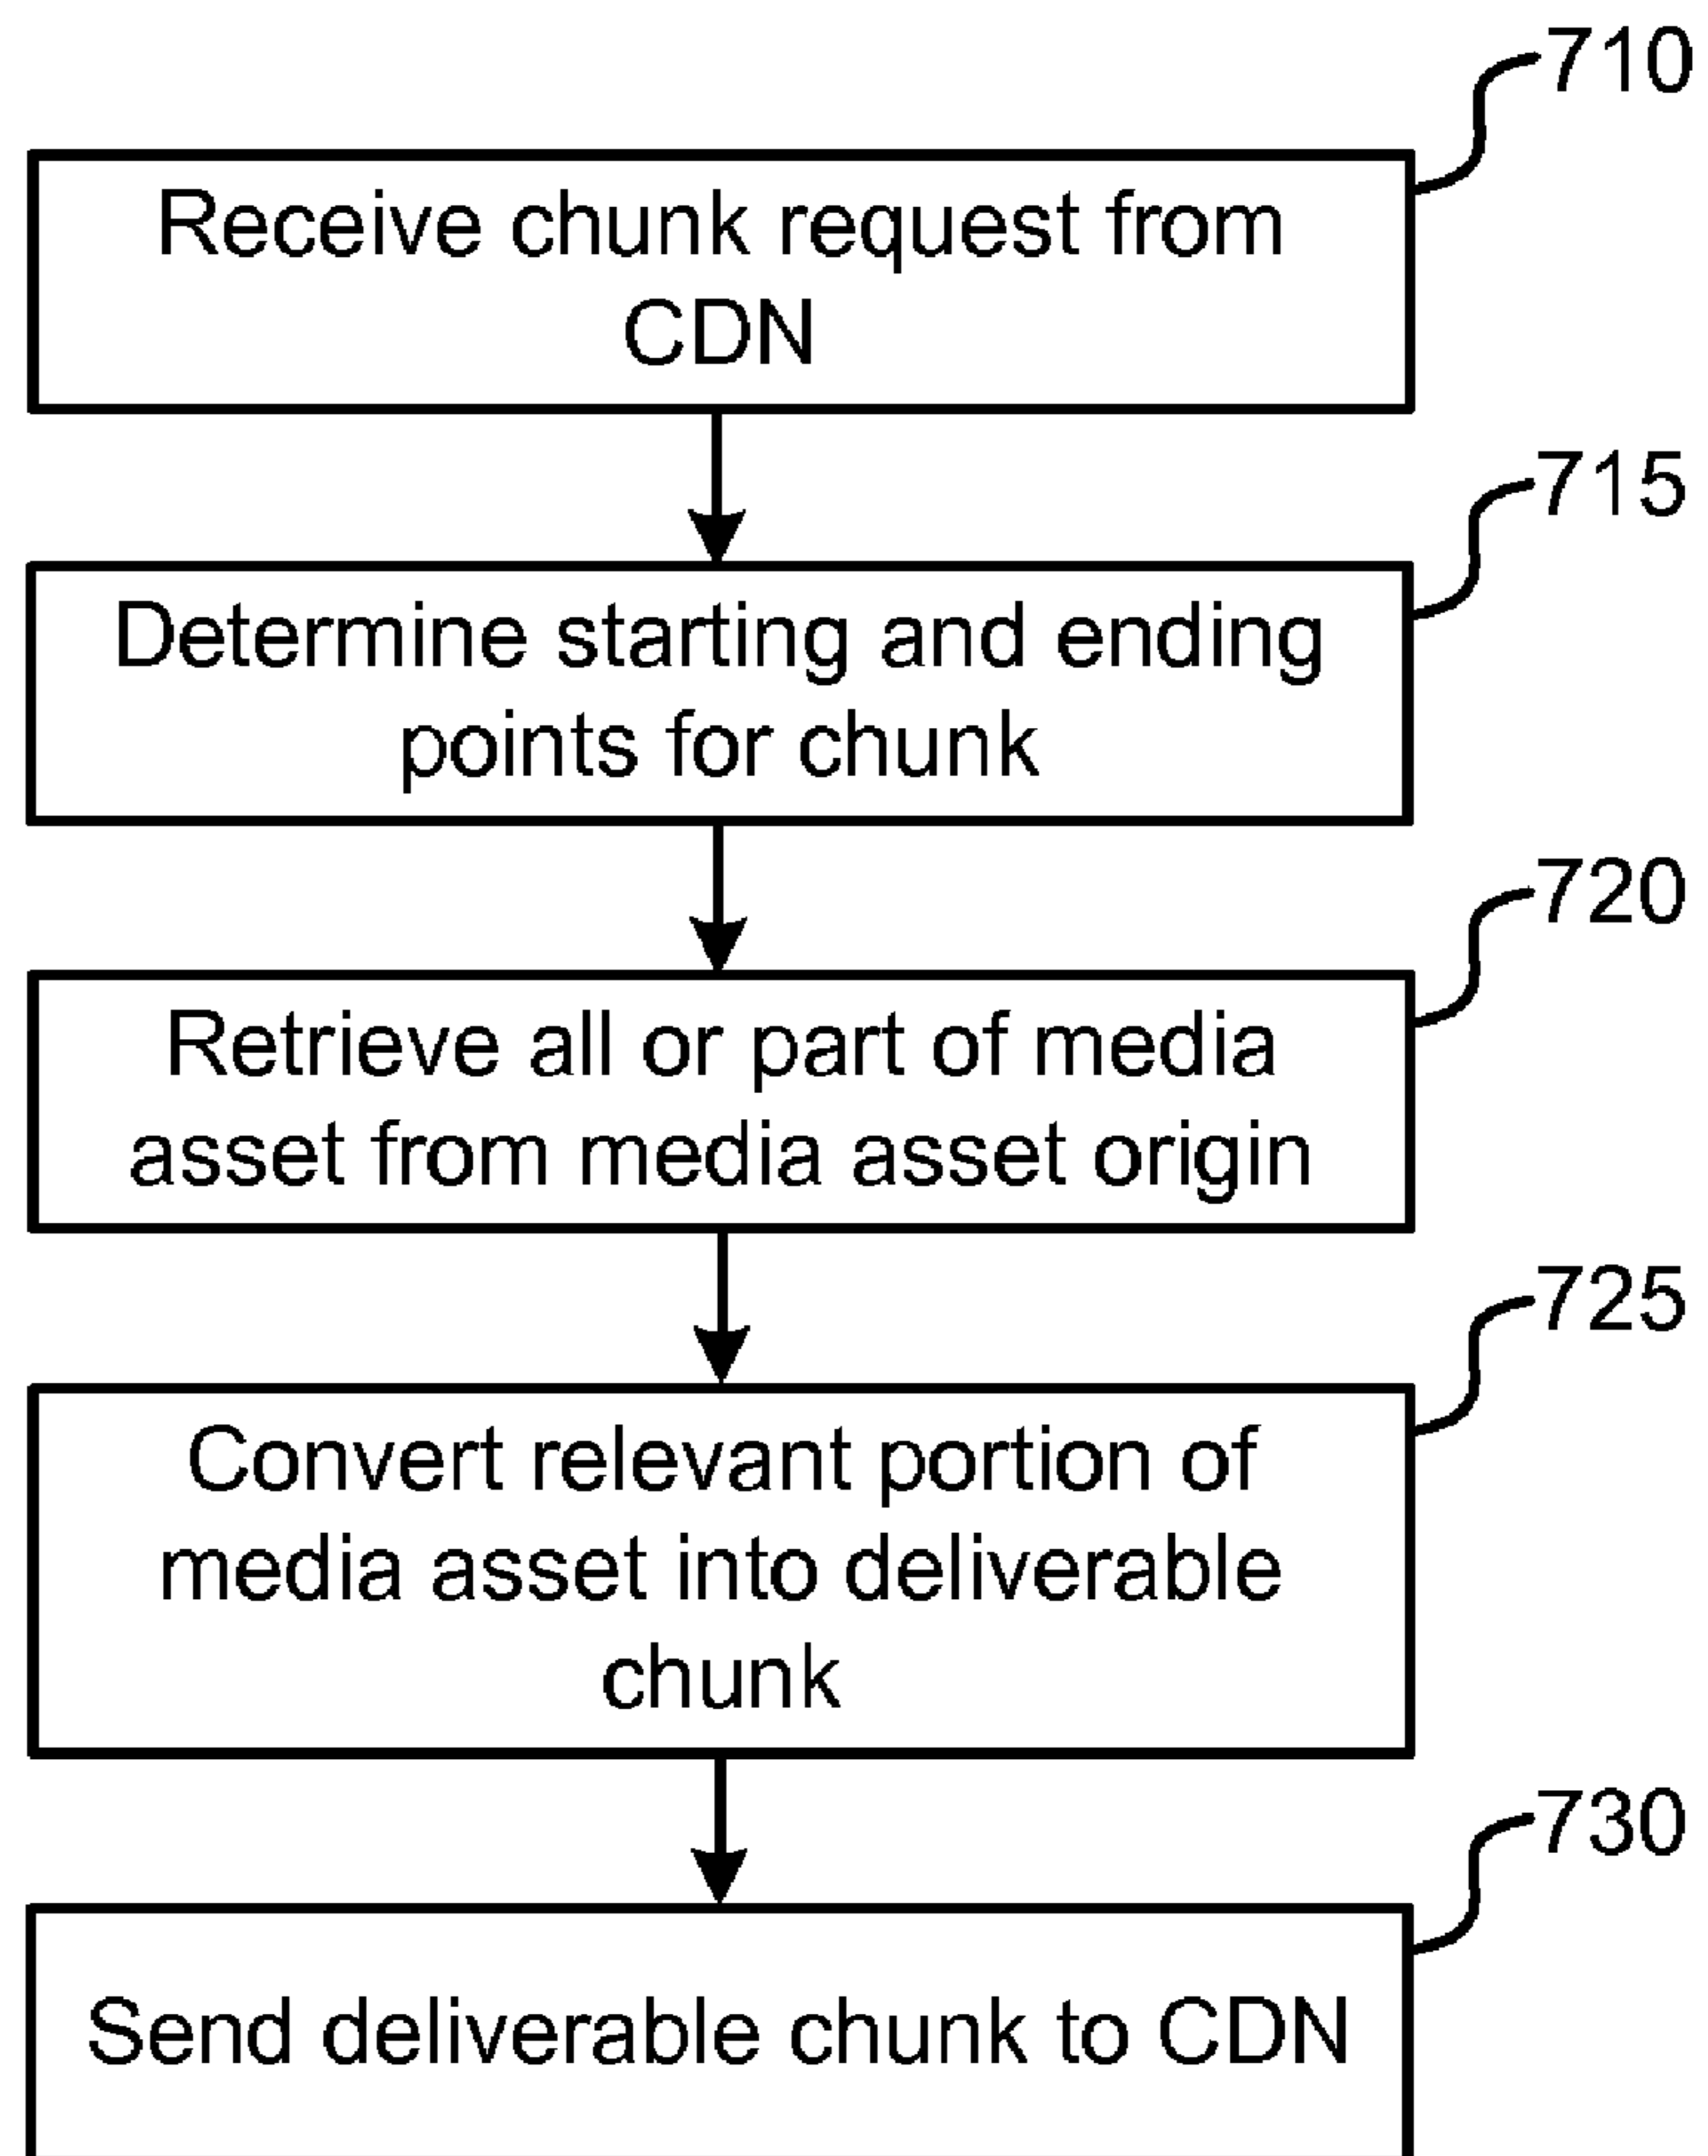 710
Receive chunk request from
CDN
715
Determine starting and ending
points for chunk
720
Retrieve all or part of media
asset from media asset origin
725
Convert relevant portion of
media asset into deliverable
chunk
730
Send deliverable chunk to CDN